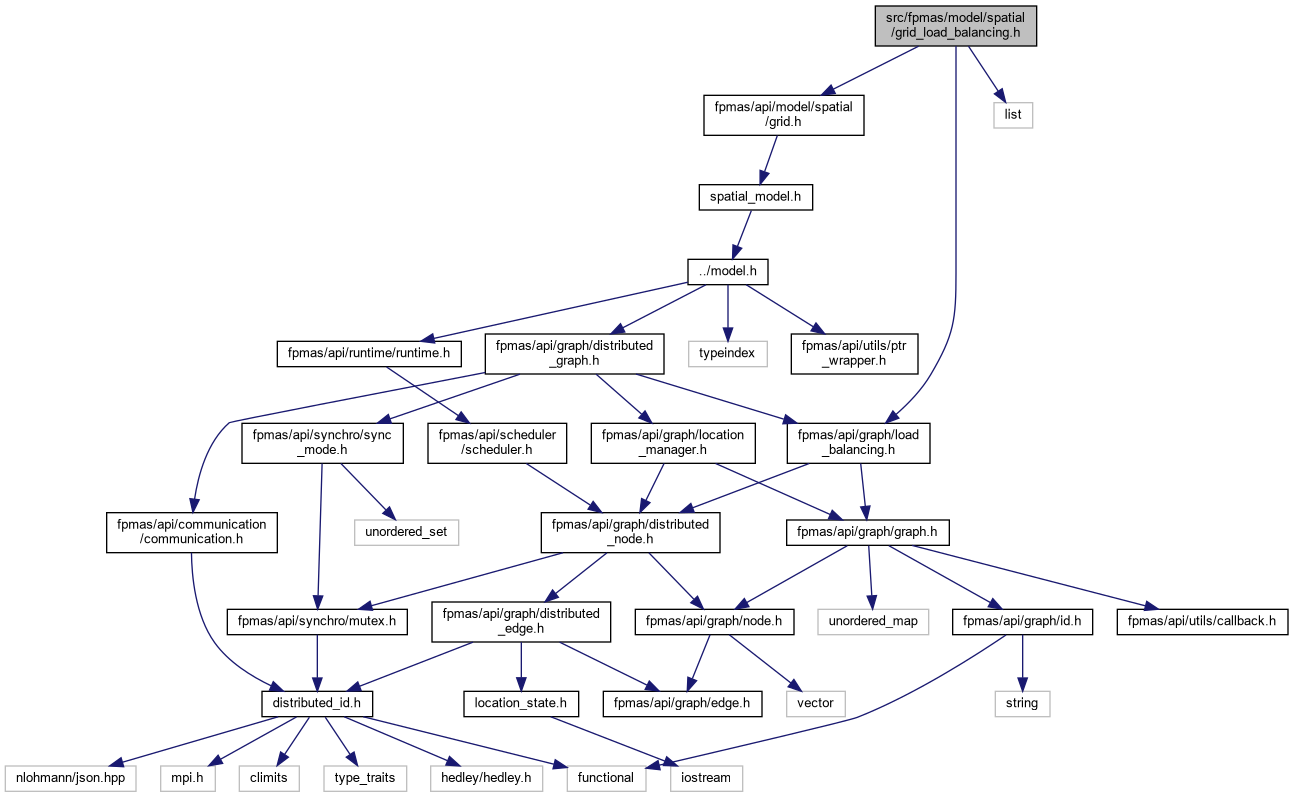 src/fpmas/model/spatial
/grid_load_balancing.h
fpmas/api/model/spatial
/grid.h
list
spatial_model.h
../model.h
fpmas/api/runtime/runtime.h
fpmas/api/graph/distributed
_graph.h
typeindex
fpmas/api/utils/ptr
_wrapper.h
fpmas/api/synchro/sync
_mode.h
fpmas/api/scheduler
/scheduler.h
fpmas/api/graph/location
_manager.h
fpmas/api/graph/load
_balancing.h
fpmas/api/communication
/communication.h
unordered_set
fpmas/api/graph/distributed
_node.h
fpmas/api/graph/graph.h
fpmas/api/synchro/mutex.h
fpmas/api/graph/distributed
_edge.h
fpmas/api/graph/node.h
unordered_map
fpmas/api/graph/id.h
fpmas/api/utils/callback.h
distributed_id.h
location_state.h
fpmas/api/graph/edge.h
vector
string
nlohmann/json.hpp
mpi.h
climits
type_traits
hedley/hedley.h
functional
iostream